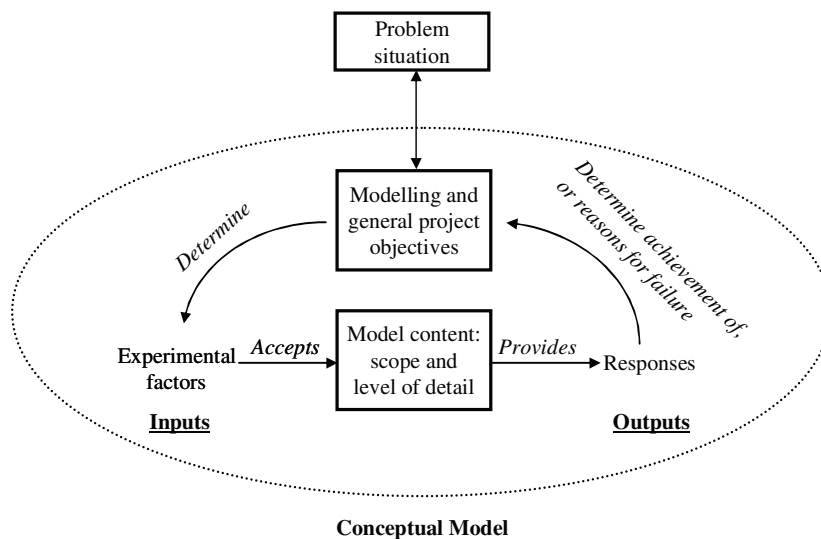 Problem
situation
Modelling and
general project
objectives
Determine
Determine achievement of,
or reasons for failure
Experimental
factors
Accepts
Model content:
scope and
level of detail
Provides
Responses
Inputs
Outputs
Conceptual Model